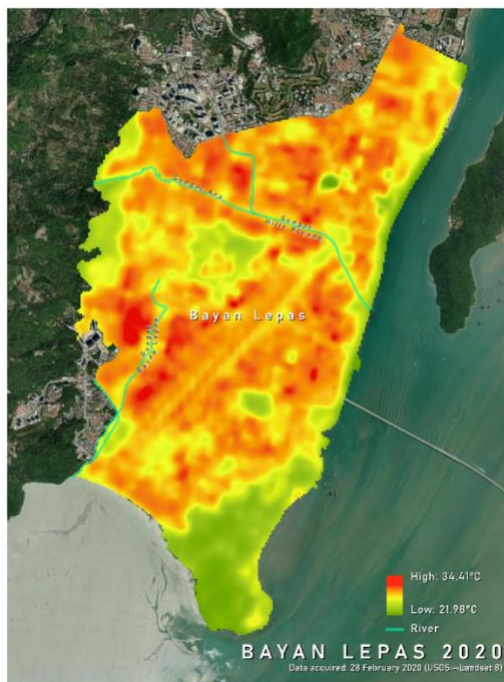 Bayan Lepas
High: 34.41°C
Low: 21.98°C
River
BAYAN LEPAS 2020
Data acquired: 28 February 2020 (USGS - Landsat 8)